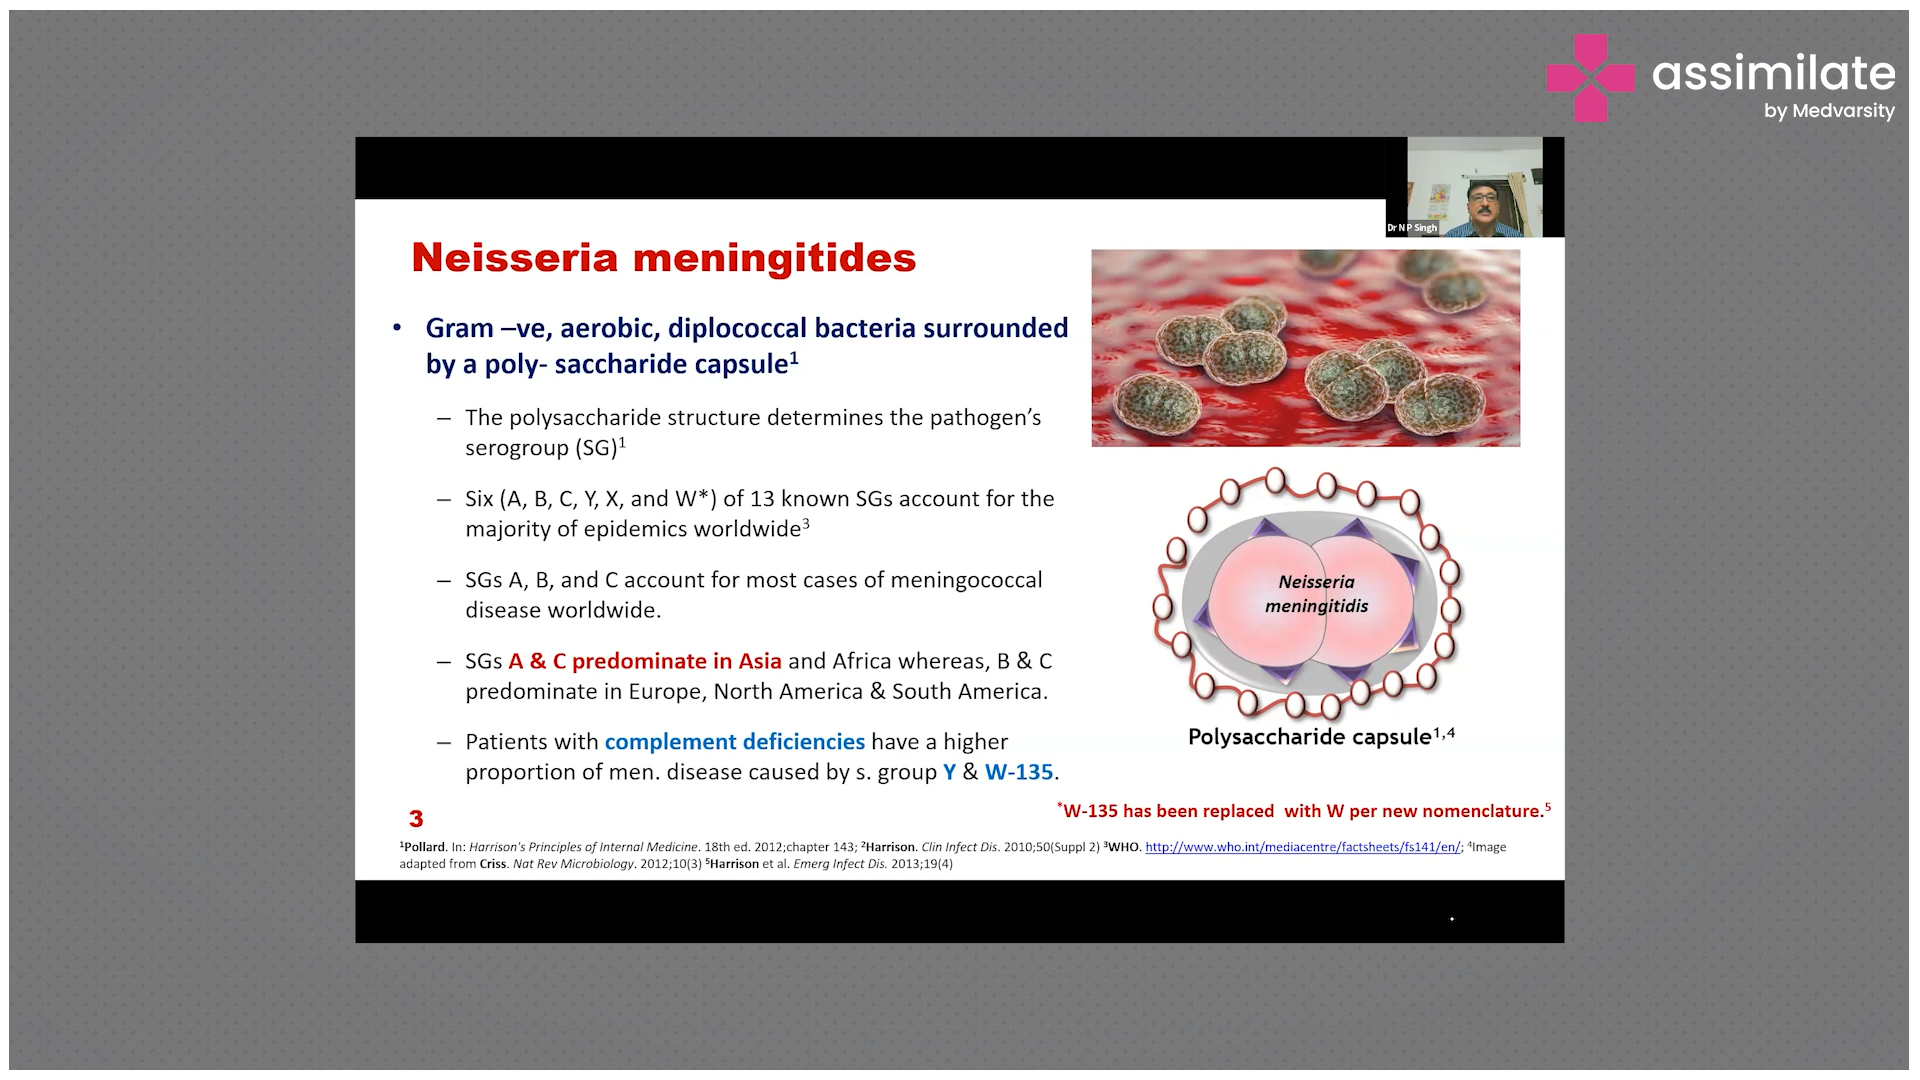 assimilate
by Medvarsity
Dr N P Singh
Neisseria meningitides
• Gram –ve, aerobic, diplococcal bacteria surrounded
by a poly- saccharide capsule¹
– The polysaccharide structure determines the pathogen’s
serogroup (SG)¹
– Six (A, B, C, Y, X, and W*) of 13 known SGs account for the
majority of epidemics worldwide³
– SGs A, B, and C account for most cases of meningococcal
disease worldwide.
– SGs A & C predominate in Asia and Africa whereas, B & C
predominate in Europe, North America & South America.
– Patients with complement deficiencies have a higher
proportion of men. disease caused by s. group Y & W-135.
Neisseria
meningitidis
Polysaccharide capsule¹,⁴
*W-135 has been replaced with W per new nomenclature.⁵
3
¹Pollard. In: Harrison's Principles of Internal Medicine. 18th ed. 2012;chapter 143; ²Harrison. Clin Infect Dis. 2010;50(Suppl 2) ³WHO. http://www.who.int/mediacentre/factsheets/fs141/en/; ⁴Image
adapted from Criss. Nat Rev Microbiology. 2012;10(3) ⁵Harrison et al. Emerg Infect Dis. 2013;19(4)